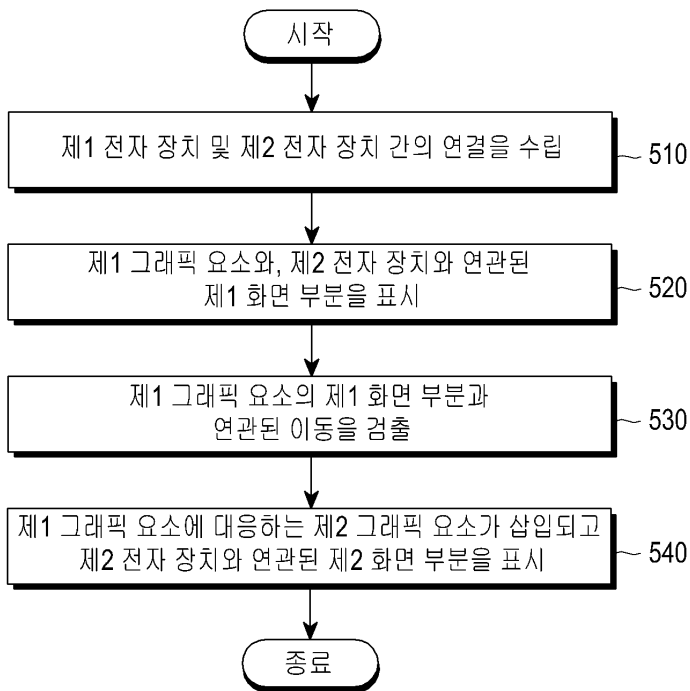 시작
제1 전자 장치 및 제2 전자 장치 간의 연결을 수립
510
제1 그래픽 요소와, 제2 전자 장치와 연관된
제1 화면 부분을 표시
520
제1 그래픽 요소의 제1 화면 부분과
연관된 이동을 검출
530
제1 그래픽 요소에 대응하는 제2 그래픽 요소가 삽입되고
제2 전자 장치와 연관된 제2 화면 부분을 표시
540
종료